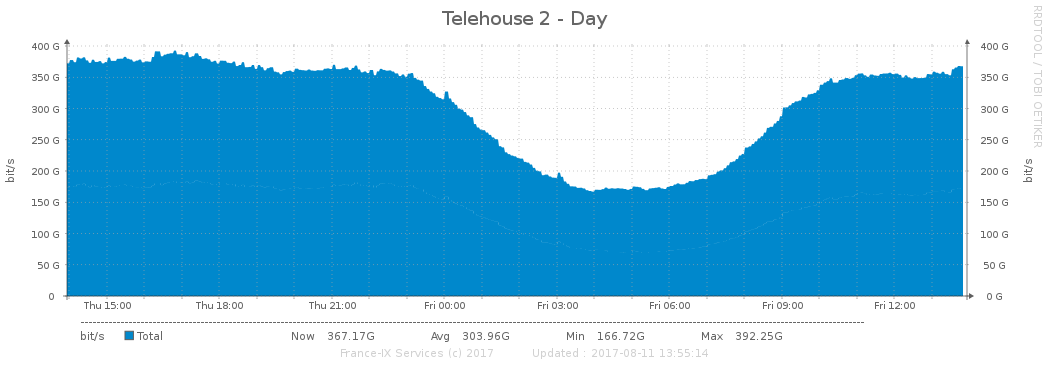 Telehouse 2 - Day
RRDTOOL / TOBI OETIKER
bit/s
400 G
350 G
300 G
250 G
200 G
150 G
100 G
50 G
0
400 G
350 G
300 G
250 G
200 G
150 G
100 G
50 G
0 G
bit/s
Thu 15:00 Thu 18:00 Thu 21:00 Fri 00:00 Fri 03:00 Fri 06:00 Fri 09:00 Fri 12:00
bit/s Total Now 367.17G Avg 303.96G Min 166.72G Max 392.25G
France-IX Services (c) 2017 Updated : 2017-08-11 13:55:14